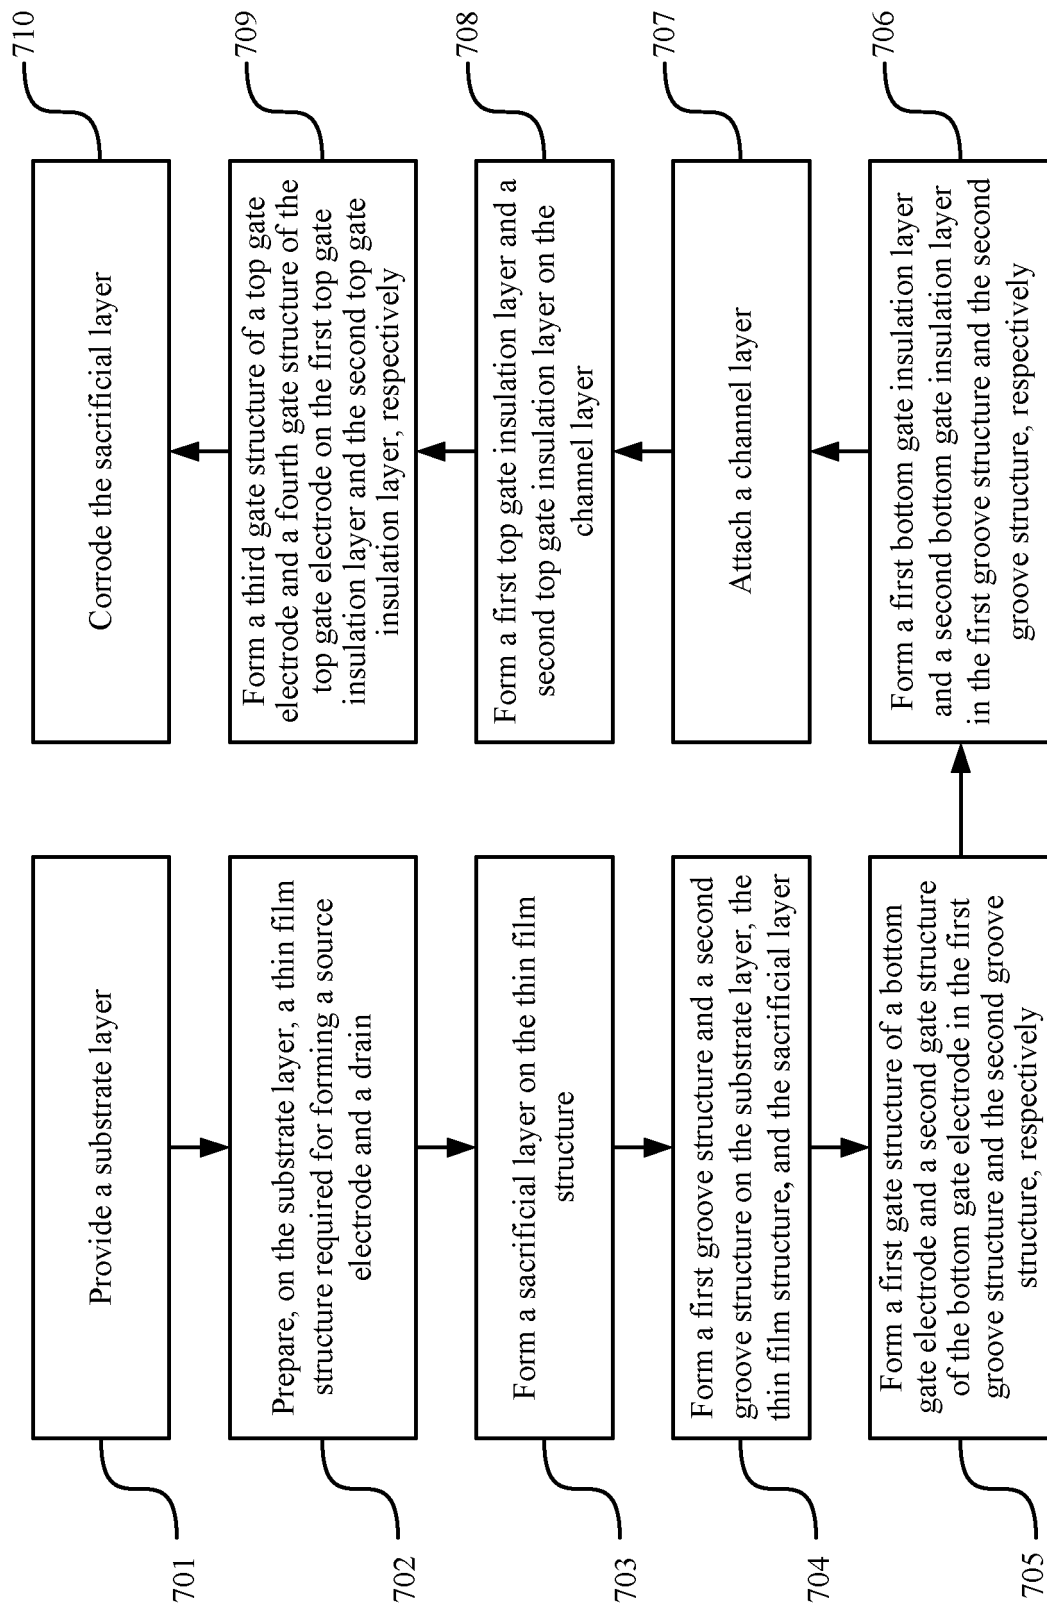 701
Provide a substrate layer
702
Prepare, on the substrate layer, a thin film
structure required for forming a source
electrode and a drain
703
Form a sacrificial layer on the thin film
structure
704
Form a first groove structure and a second
groove structure on the substrate layer, the
thin film structure, and the sacrificial layer
705
Form a first gate structure of a bottom
gate electrode and a second gate structure
of the bottom gate electrode in the first
groove structure and the second groove
structure, respectively
706
Form a first bottom gate insulation layer
and a second bottom gate insulation layer
in the first groove structure and the second
groove structure, respectively
707
Attach a channel layer
708
Form a first top gate insulation layer and a
second top gate insulation layer on the
channel layer
709
Form a third gate structure of a top gate
electrode and a fourth gate structure of the
top gate electrode on the first top gate
insulation layer and the second top gate
insulation layer, respectively
710
Corrode the sacrificial layer